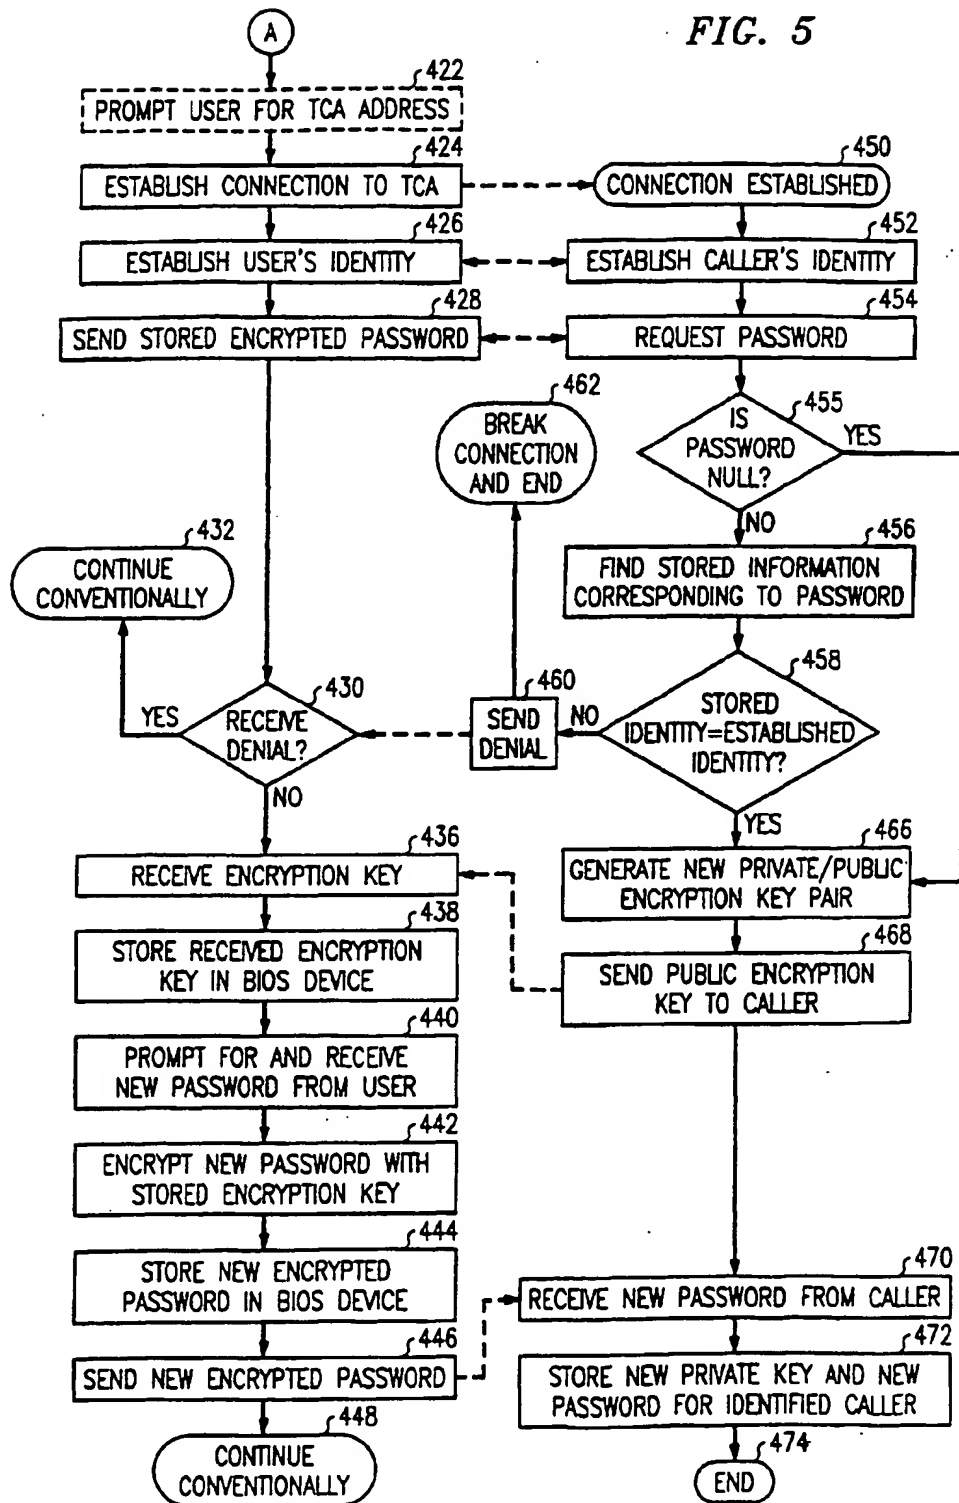 FIG. 5
A
422
PROMPT USER FOR TCA ADDRESS
424
ESTABLISH CONNECTION TO TCA
450
CONNECTION ESTABLISHED
426
ESTABLISH USER'S IDENTITY
452
ESTABLISH CALLER'S IDENTITY
428
SEND STORED ENCRYPTED PASSWORD
454
REQUEST PASSWORD
462
BREAK
CONNECTION
AND END
455
IS
PASSWORD
NULL?
YES
NO
432
CONTINUE
CONVENTIONALLY
456
FIND STORED INFORMATION
CORRESPONDING TO PASSWORD
430
YES
RECEIVE
DENIAL?
NO
460
SEND
DENIAL
NO
458
STORED
IDENTITY=ESTABLISHED
IDENTITY?
YES
436
RECEIVE ENCRYPTION KEY
466
GENERATE NEW PRIVATE/PUBLIC
ENCRYPTION KEY PAIR
438
STORE RECEIVED ENCRYPTION
KEY IN BIOS DEVICE
468
SEND PUBLIC ENCRYPTION
KEY TO CALLER
440
PROMPT FOR AND RECEIVE
NEW PASSWORD FROM USER
442
ENCRYPT NEW PASSWORD WITH
STORED ENCRYPTION KEY
444
STORE NEW ENCRYPTED
PASSWORD IN BIOS DEVICE
470
RECEIVE NEW PASSWORD FROM CALLER
446
SEND NEW ENCRYPTED PASSWORD
472
STORE NEW PRIVATE KEY AND NEW
PASSWORD FOR IDENTIFIED CALLER
448
CONTINUE
CONVENTIONALLY
474
END